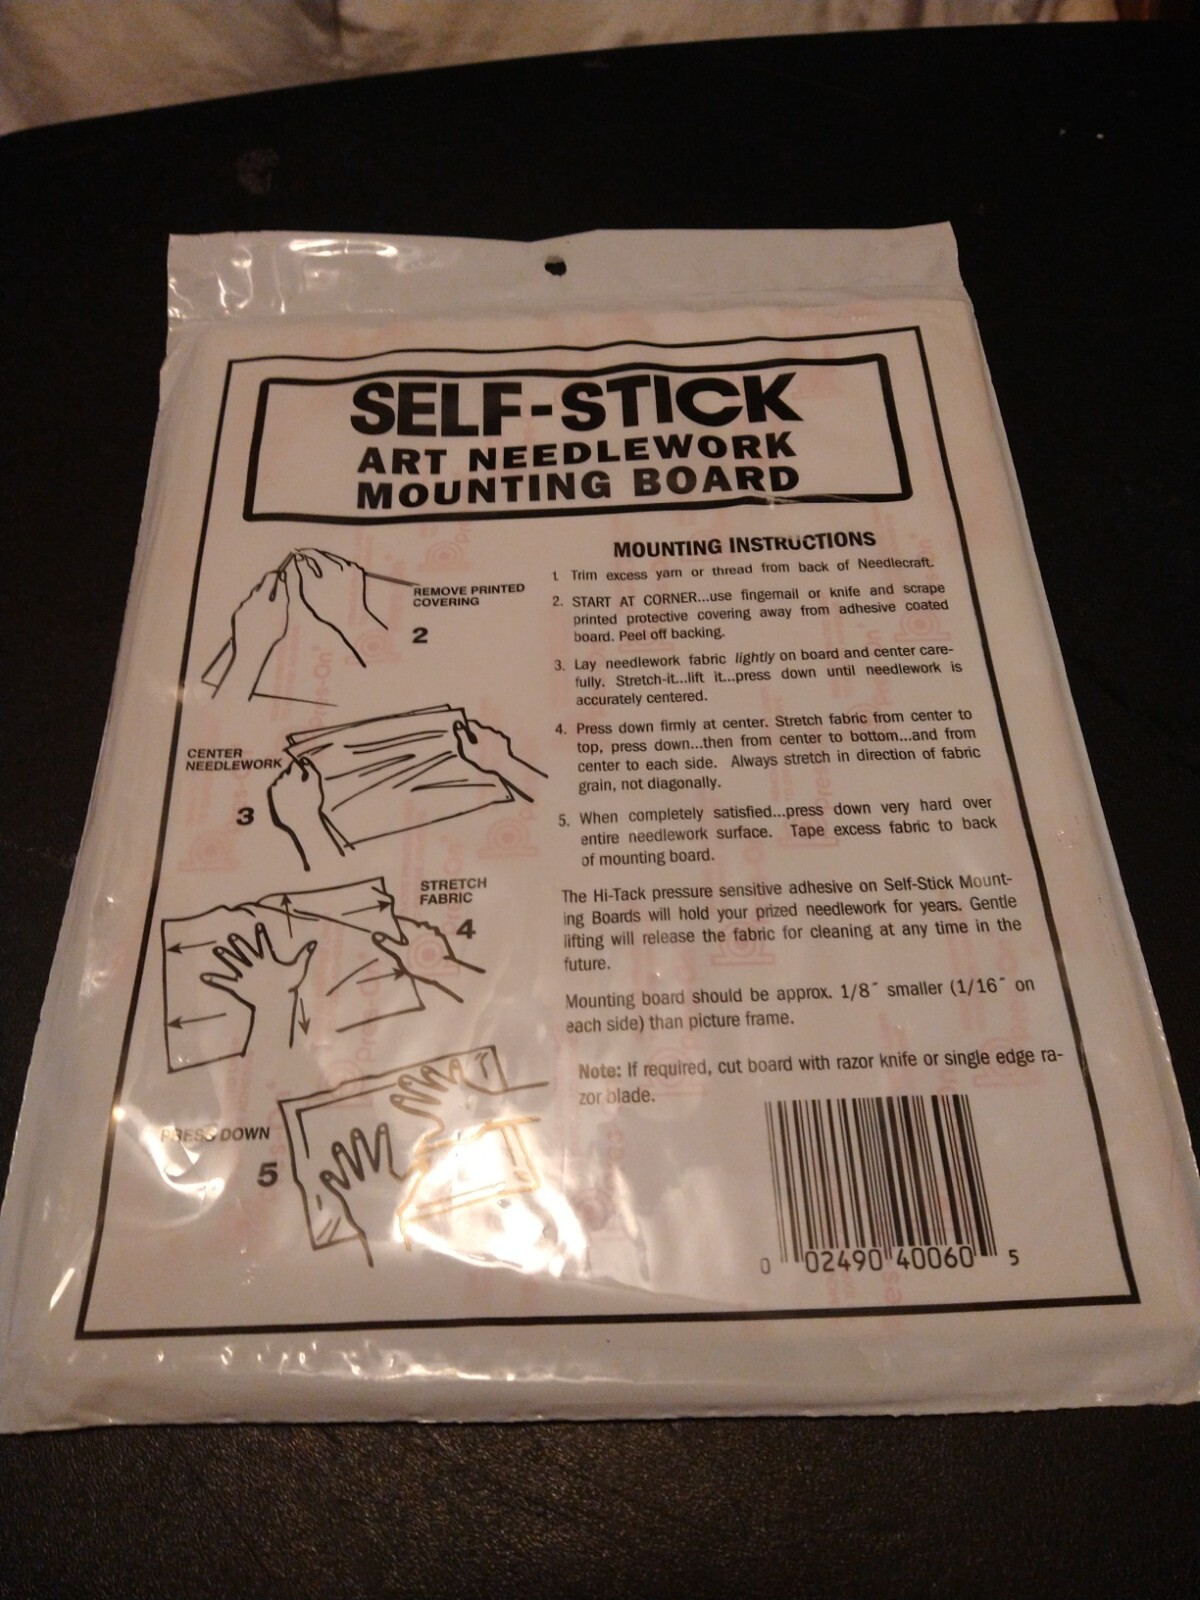 SELF-STICK
ART NEEDLEWORK
MOUNTING BOARD
REMOVE PRINTED
COVERING
2
CENTER
NEEDLEWORK
3
STRETCH
FABRIC
4
PRESS DOWN
5
MOUNTING INSTRUCTIONS
1. Trim excess yarn or thread from back of Needlecraft.
2. START AT CORNER...use fingernail or knife and scrape
printed protective covering away from adhesive coated
board. Peel off backing.
3. Lay needlework fabric lightly on board and center care-
fully. Stretch-it...lift it...press down until needlework is
accurately centered.
4. Press down firmly at center. Stretch fabric from center to
top, press down...then from center to bottom...and from
center to each side. Always stretch in direction of fabric
grain, not diagonally.
5. When completely satisfied...press down very hard over
entire needlework surface. Tape excess fabric to back
of mounting board.
The Hi-Tack pressure sensitive adhesive on Self-Stick Mount-
ing Boards will hold your prized needlework for years. Gentle
lifting will release the fabric for cleaning at any time in the
future.
Mounting board should be approx. 1/8″ smaller (1/16″ on
each side) than picture frame.
Note: If required, cut board with razor knife or single edge ra-
zor blade.
0 02490 40060 5